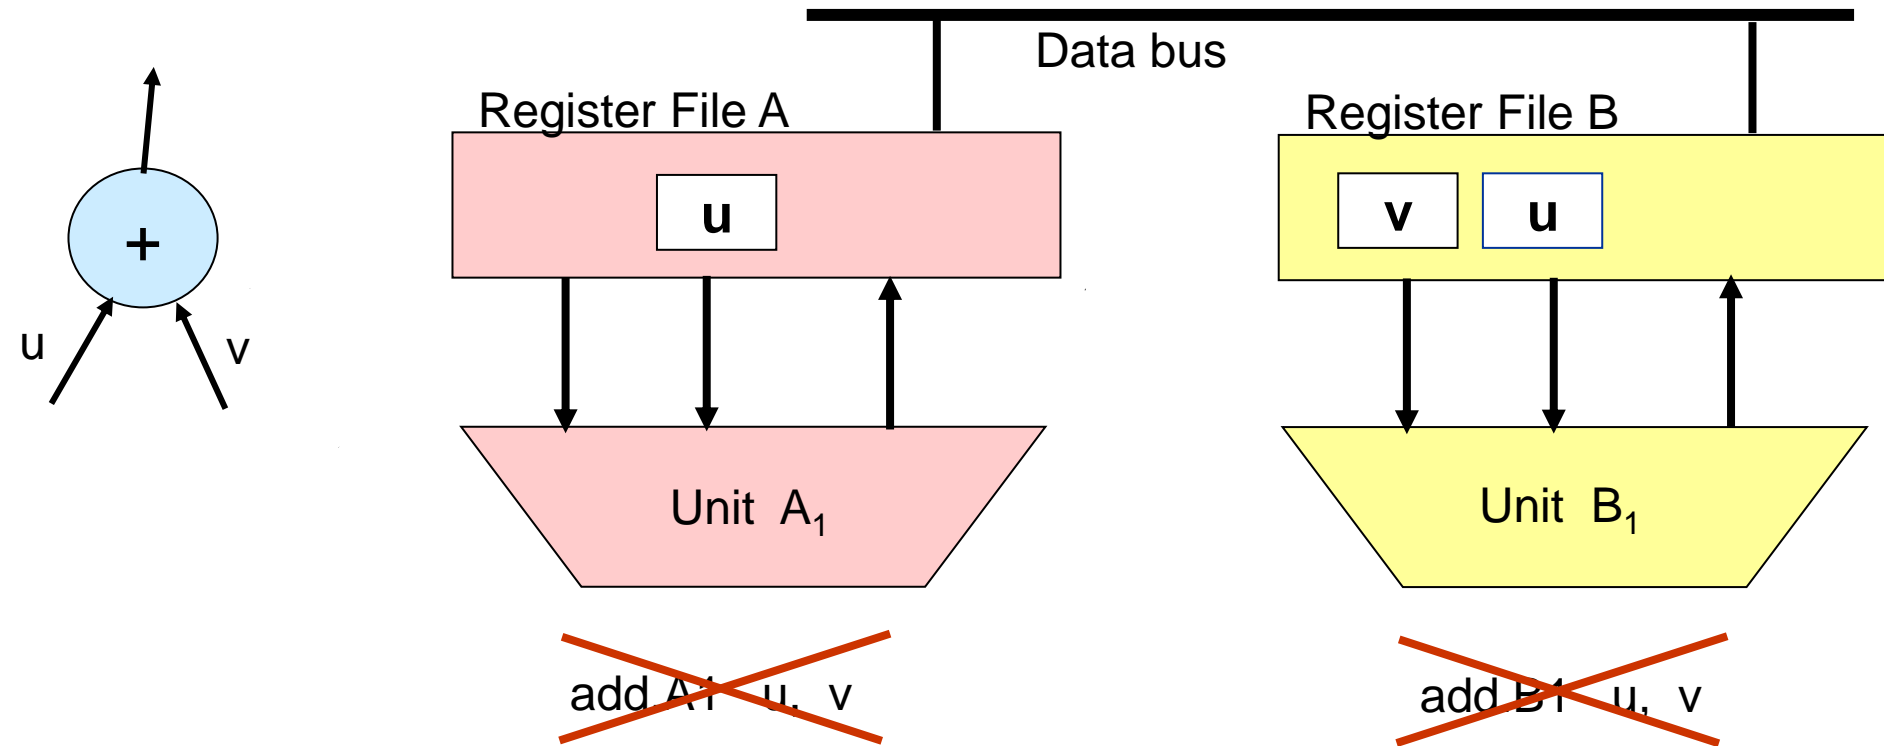 Data bus
Register File A
Register File B
u
v
u
+
u
v
Unit A1
Unit B1
add.A1 u, v
add.B1 u, v